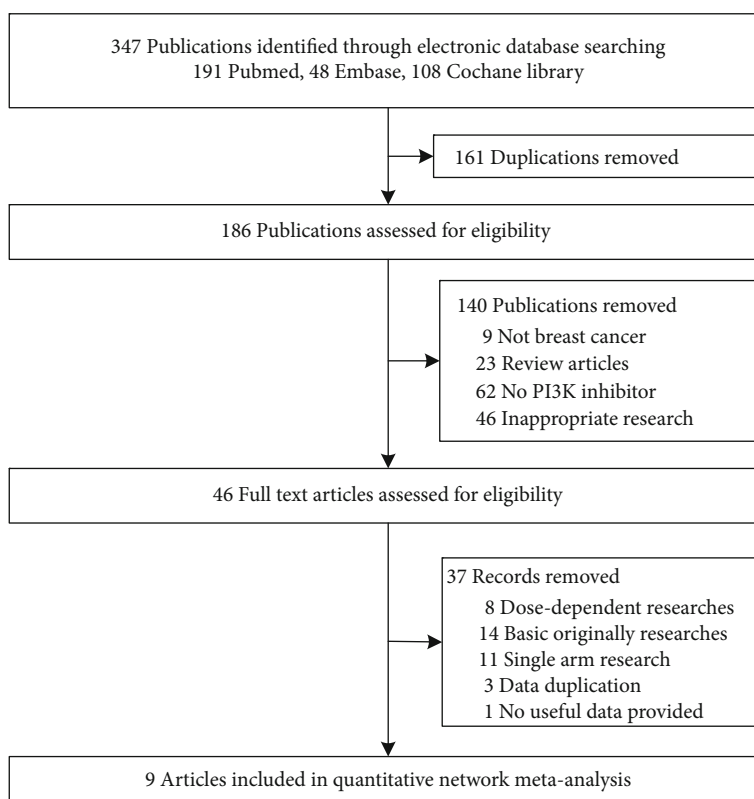 347 Publications identified through electronic database searching
191 Pubmed, 48 Embase, 108 Cochane library
161 Duplications removed
186 Publications assessed for eligibility
140 Publications removed
9 Not breast cancer
23 Review articles
62 No PI3K inhibitor
46 Inappropriate research
46 Full text articles assessed for eligibility
37 Records removed
8 Dose-dependent researches
14 Basic originally researches
11 Single arm research
3 Data duplication
1 No useful data provided
9 Articles included in quantitative network meta-analysis